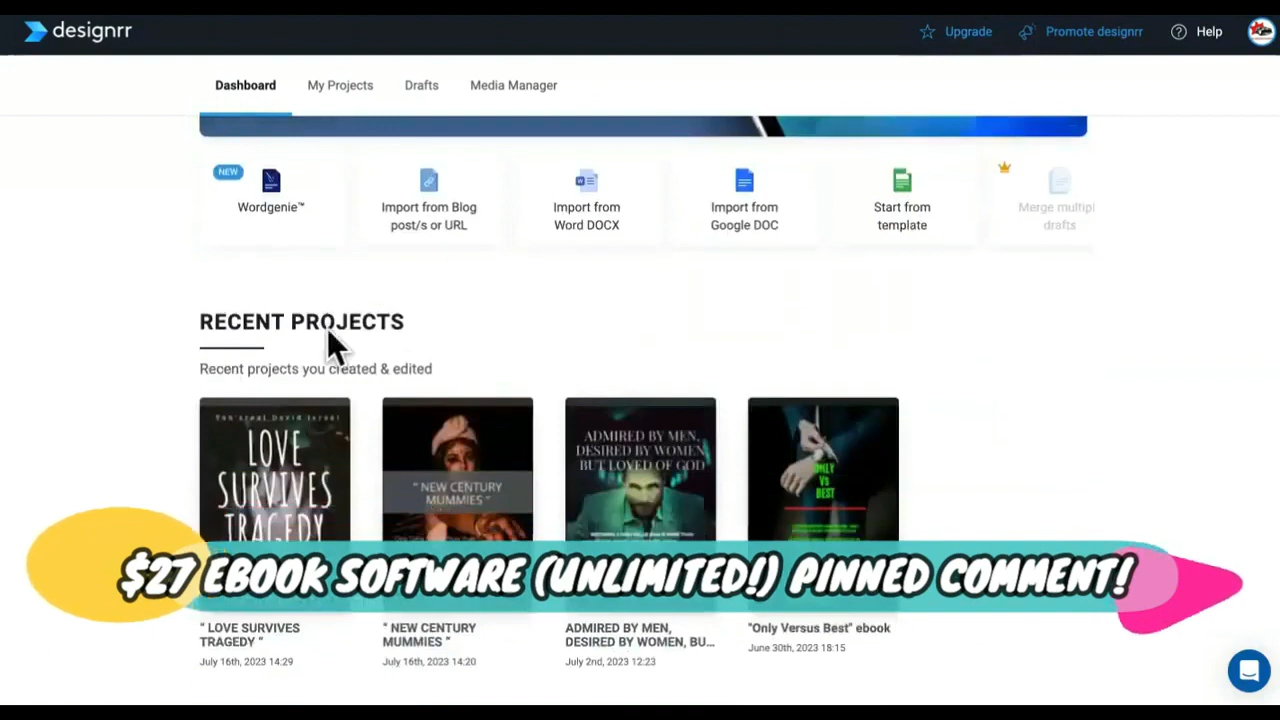 designrr
Upgrade
Promote designrr
Help
Dashboard
My Projects
Drafts
Media Manager
NEW
Wordgenie™
Import from Blog
post/s or URL
Import from
Word DOCX
Import from
Google DOC
Start from
template
Merge multipl
drafts
RECENT PROJECTS
Recent projects you created & edited
LOVE
SURVIVES
TRAGEDY
" NEW CENTURY
MUMMIES "
ADMIRED BY MEN,
DESIRED BY WOMEN,
BUT LOVED OF GOD
ONLY
Vs
BEST
$27 EBOOK SOFTWARE (UNLIMITED!) PINNED COMMENT!
" LOVE SURVIVES
TRAGEDY "
July 16th, 2023 14:29
" NEW CENTURY
MUMMIES "
July 16th, 2023 14:20
ADMIRED BY MEN,
DESIRED BY WOMEN, BU...
July 2nd, 2023 12:23
"Only Versus Best" ebook
June 30th, 2023 18:15